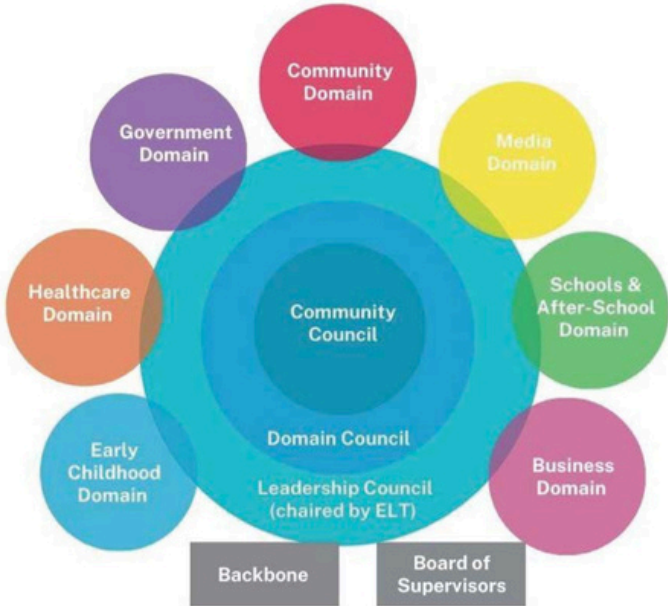 Community
Domain
Government
Domain
Media
Domain
Healthcare
Domain
Schools &
After-School
Domain
Community
Council
Domain Council
Early
Childhood
Domain
Leadership Council
(chaired by ELT)
Business
Domain
Backbone
Board of
Supervisors